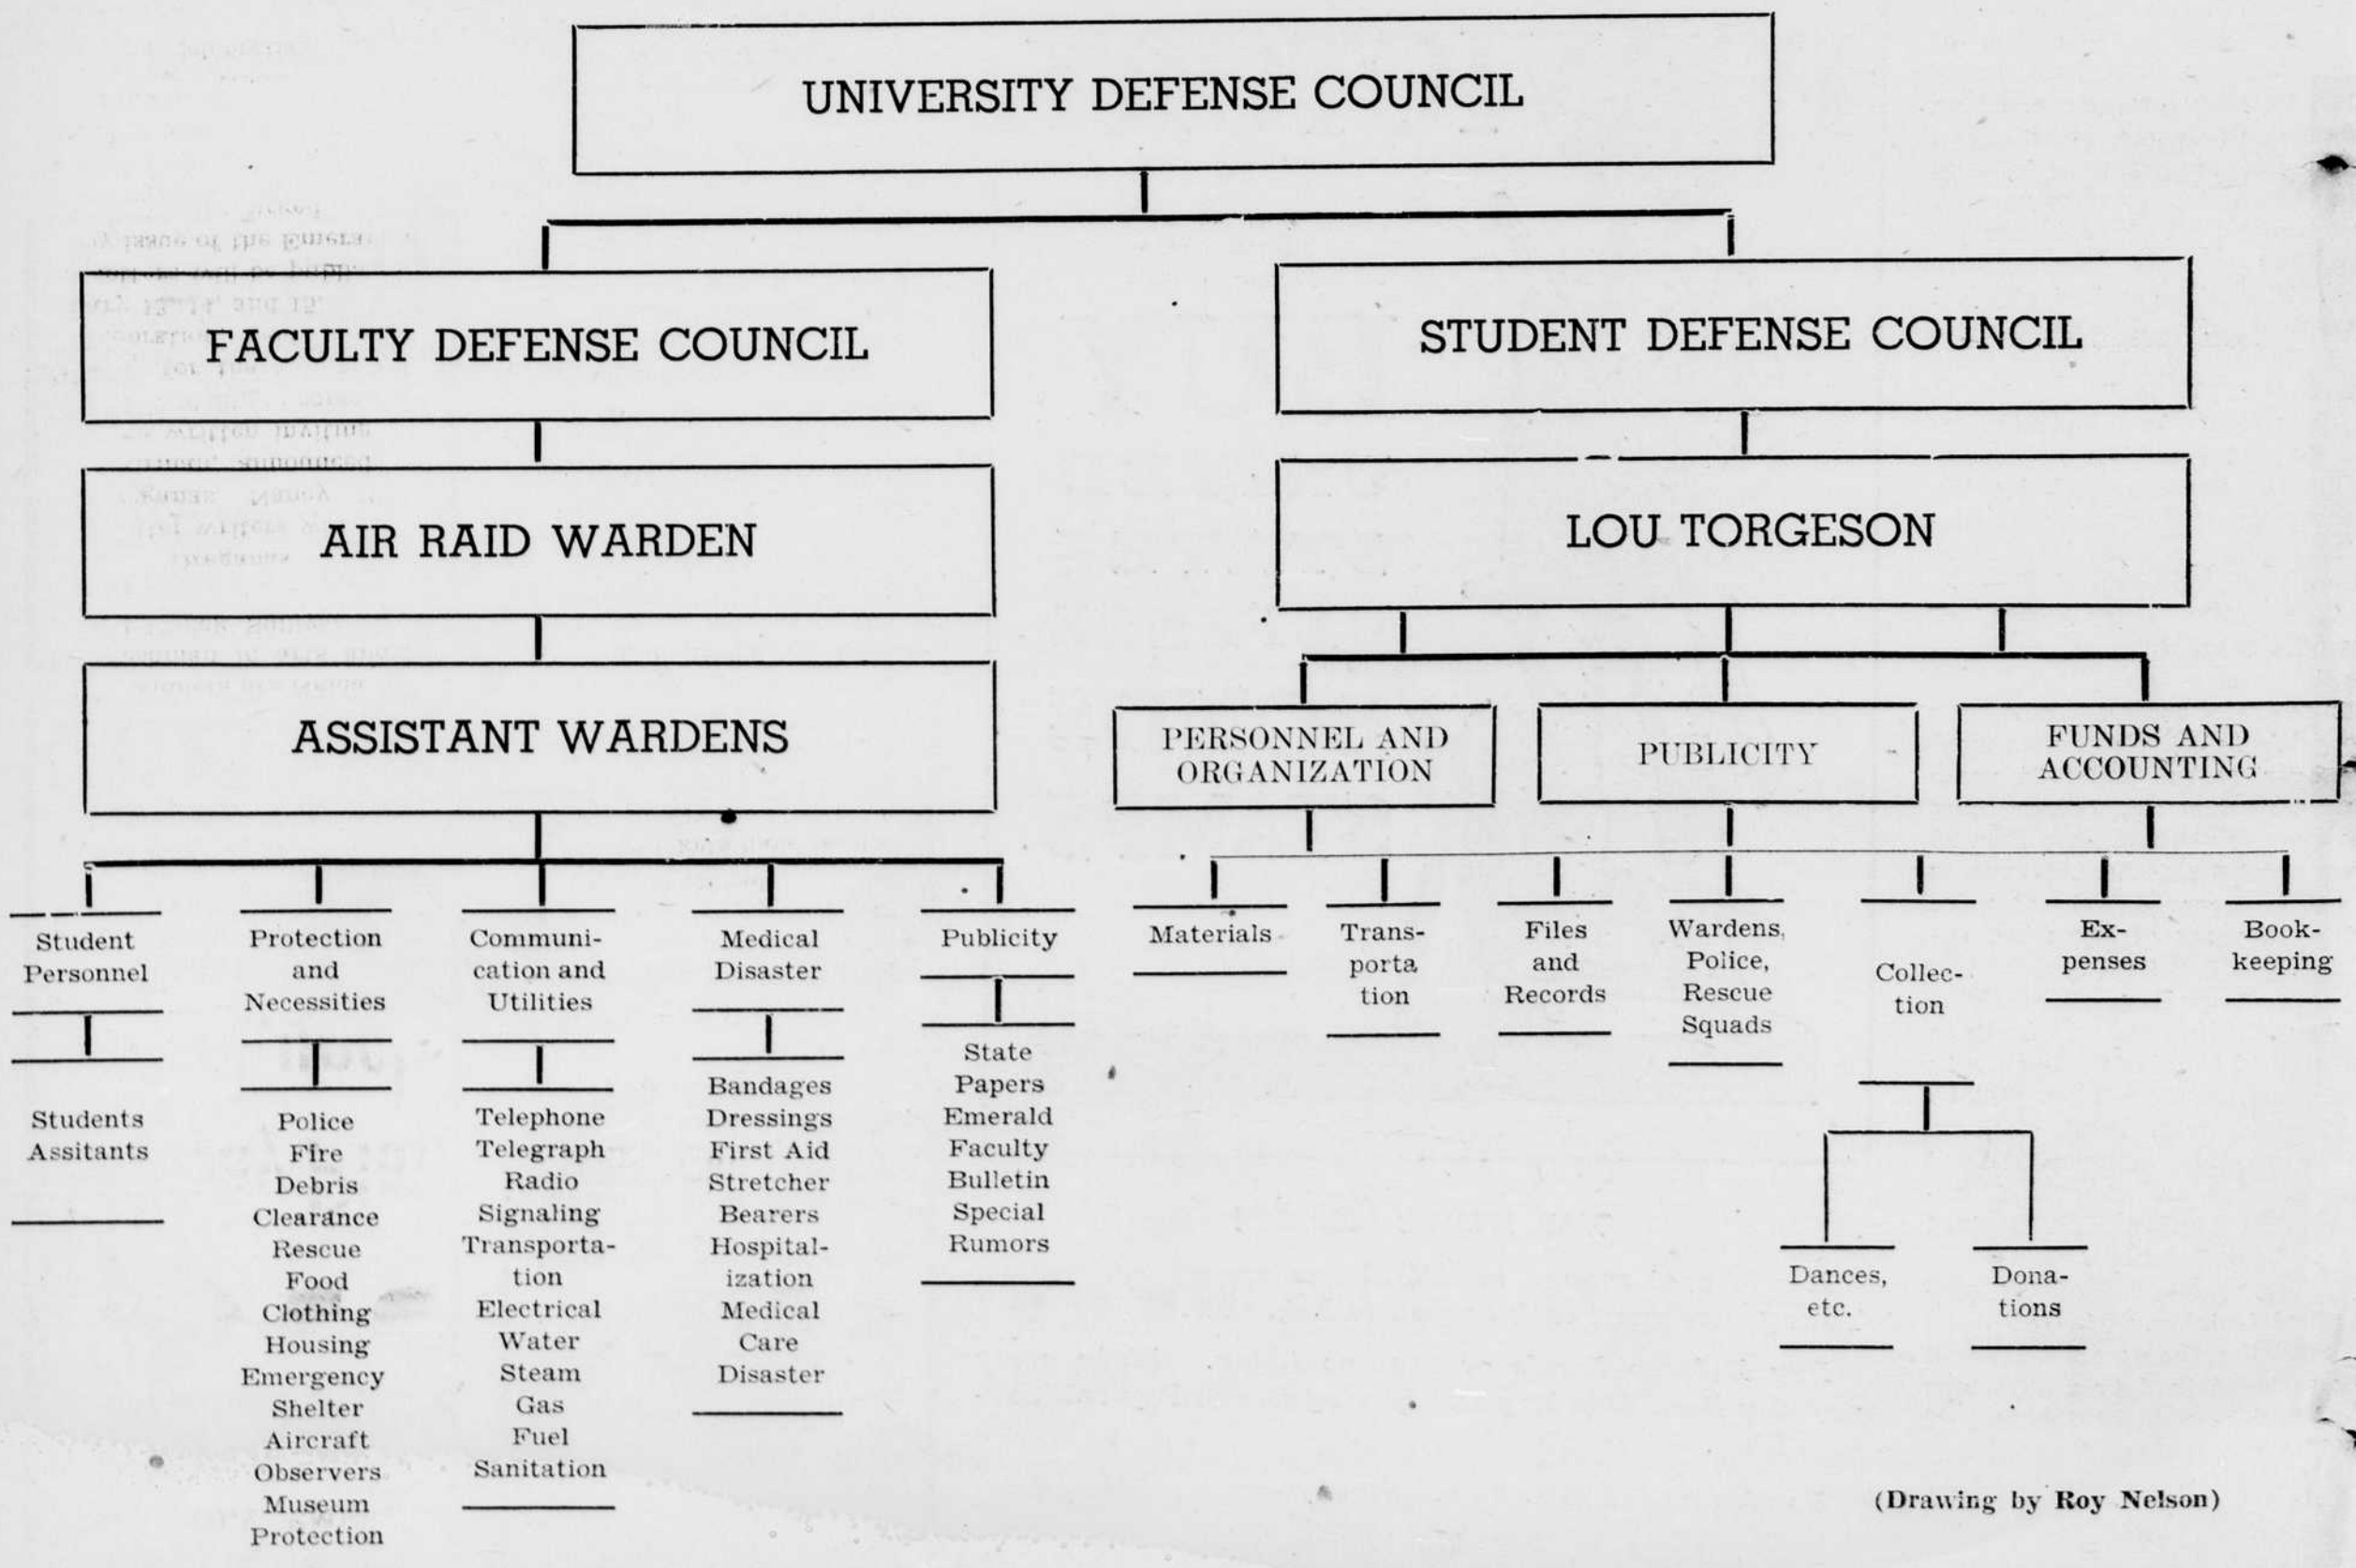 UNIVERSITY DEFENSE COUNCIL
FACULTY DEFENSE COUNCIL
STUDENT DEFENSE COUNCIL
AIR RAID WARDEN
LOU TORGESON
ASSISTANT WARDENS
PERSONNEL AND
ORGANIZATION
PUBLICITY
FUNDS AND
ACCOUNTING
Student
Personnel
Students
Assitants
Protection
and
Necessities
Police
Fire
Debris
Clearance
Rescue
Food
Clothing
Housing
Emergency
Shelter
Aircraft
Observers
Museum
Protection
Communi-
cation and
Utilities
Telephone
Telegraph
Radio
Signaling
Transporta-
tion
Electrical
Water
Steam
Gas
Fuel
Sanitation
Medical
Disaster
Bandages
Dressings
First Aid
Stretcher
Bearers
Hospital-
ization
Medical
Care
Disaster
Publicity
State
Papers
Emerald
Faculty
Bulletin
Special
Rumors
Materials
Trans-
porta
tion
Files
and
Records
Wardens,
Police,
Rescue
Squads
Collec-
tion
Dances,
etc.
Dona-
tions
Ex-
penses
Book-
keeping
(Drawing by Roy Nelson)